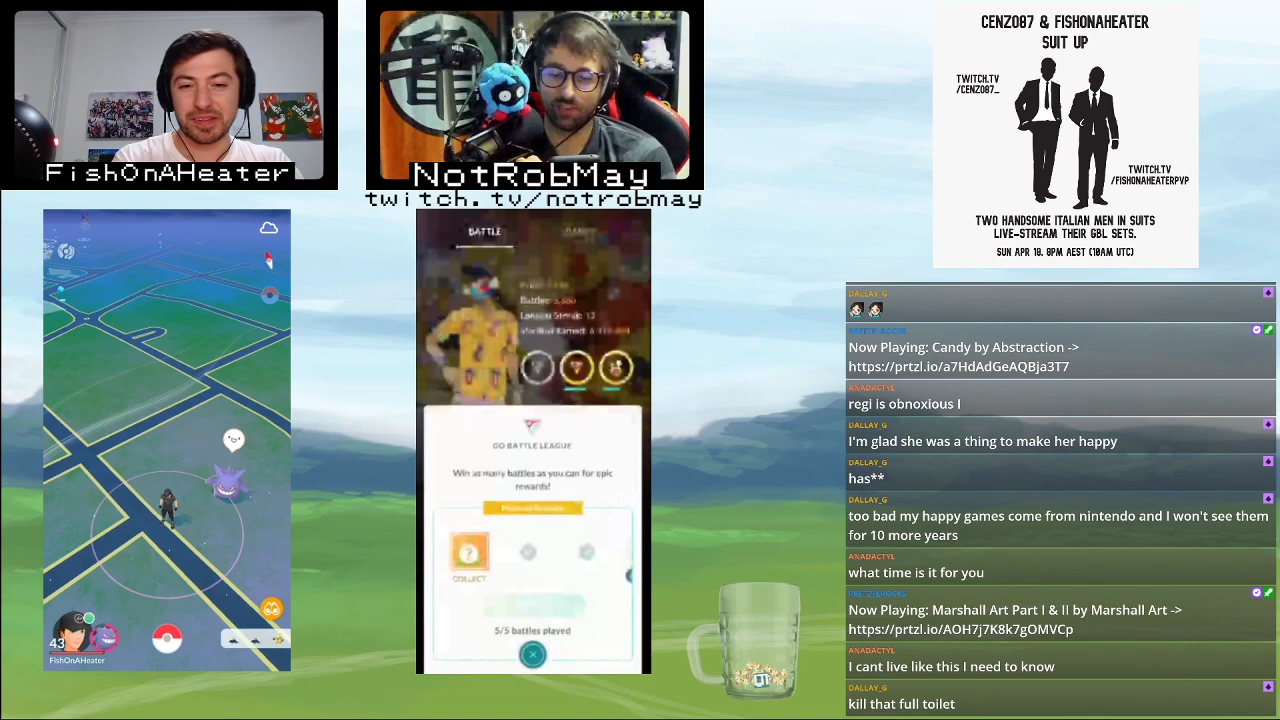 FishOnAHeater
NotRobMay
twitch.tv/notrobmay
43
FishOnAHeater
BATTLE
GO BATTLE LEAGUE
Win as many battles as you can for epic
rewards!
COLLECT
5/5 battles played
CENZO87 & FISHONAHEATER
SUIT UP
TWITCH.TV
/CENZO87_
TWITCH.TV
/FISHONAHEATERPVP
TWO HANDSOME ITALIAN MEN IN SUITS
LIVE-STREAM THEIR GBL SETS.
SUN APR 18. 8PM AEST (10AM UTC)
DALLAY_G
Now Playing: Candy by Abstraction ->
https://prtzl.io/a7HdAdGeAQBja3T7
ANADACTYL
regi is obnoxious I
DALLAY_G
I'm glad she was a thing to make her happy
DALLAY_G
has**
DALLAY_G
too bad my happy games come from nintendo and I won't see them
for 10 more years
ANADACTYL
what time is it for you
PRETZELROCKS
Now Playing: Marshall Art Part I & II by Marshall Art ->
https://prtzl.io/AOH7j7K8k7gOMVCp
ANADACTYL
I cant live like this I need to know
DALLAY_G
kill that full toilet